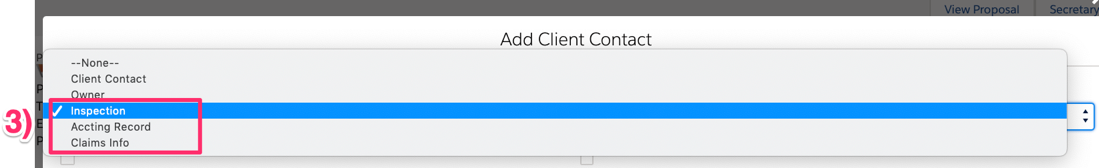 View Proposal Secretary
Add Client Contact
--None--
Client Contact
Owner
✓ Inspection
Accting Record
Claims Info
3)